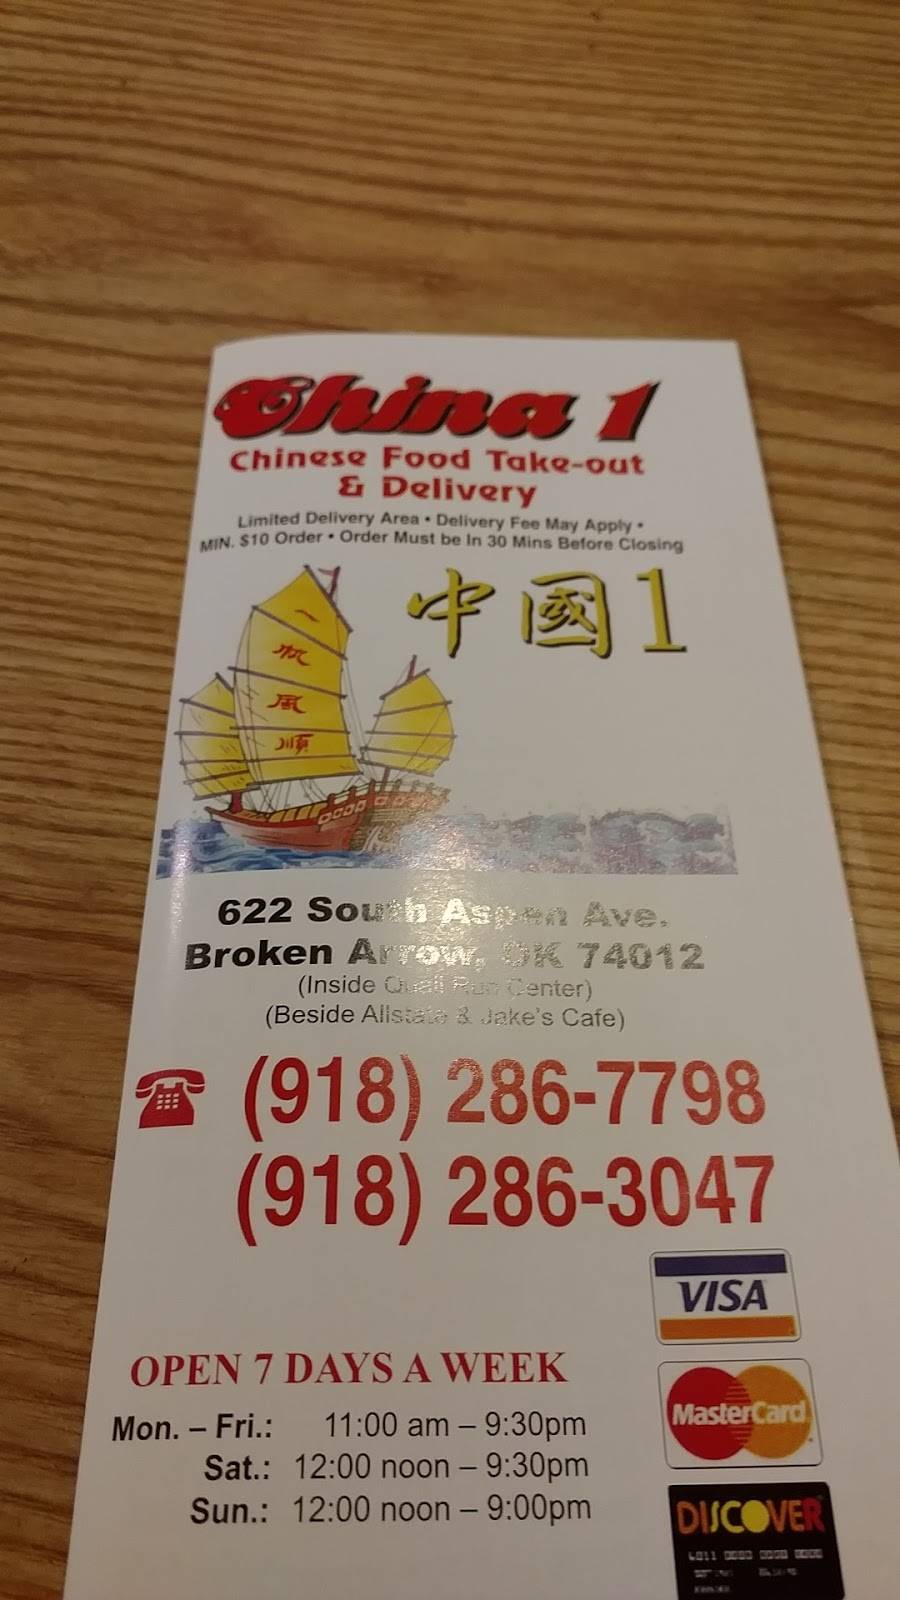 China 1
Chinese Food Take-out
& Delivery
Limited Delivery Area • Delivery Fee May Apply •
MIN. $10 Order • Order Must be In 30 Mins Before Closing
中國1
一帆風順
622 South Aspen Ave.
Broken Arrow, OK 74012
(Inside Quail Run Center)
(Beside Allstate & Jake's Cafe)
(918) 286-7798
(918) 286-3047
VISA
OPEN 7 DAYS A WEEK
MasterCard
Mon. – Fri.: 11:00 am – 9:30pm
Sat.: 12:00 noon – 9:30pm
Sun.: 12:00 noon – 9:00pm
DISCOVER